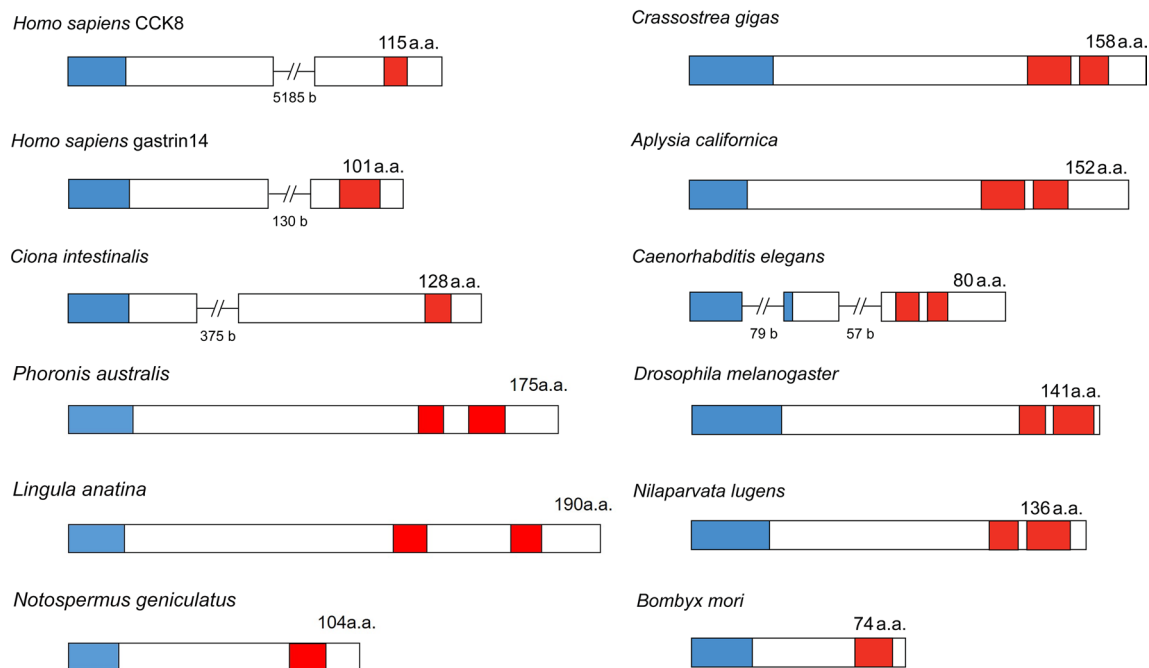 Homo sapiens CCK8
115 a.a.
5185 b
Homo sapiens gastrin14
101 a.a.
130 b
Ciona intestinalis
128 a.a.
375 b
Phoronis australis
175a.a.
Lingula anatina
190a.a.
Notospermus geniculatus
104a.a.
Crassostrea gigas
158 a.a.
Aplysia californica
152 a.a.
Caenorhabditis elegans
80 a.a.
79 b
57 b
Drosophila melanogaster
141 a.a.
Nilaparvata lugens
136 a.a.
Bombyx mori
74 a.a.